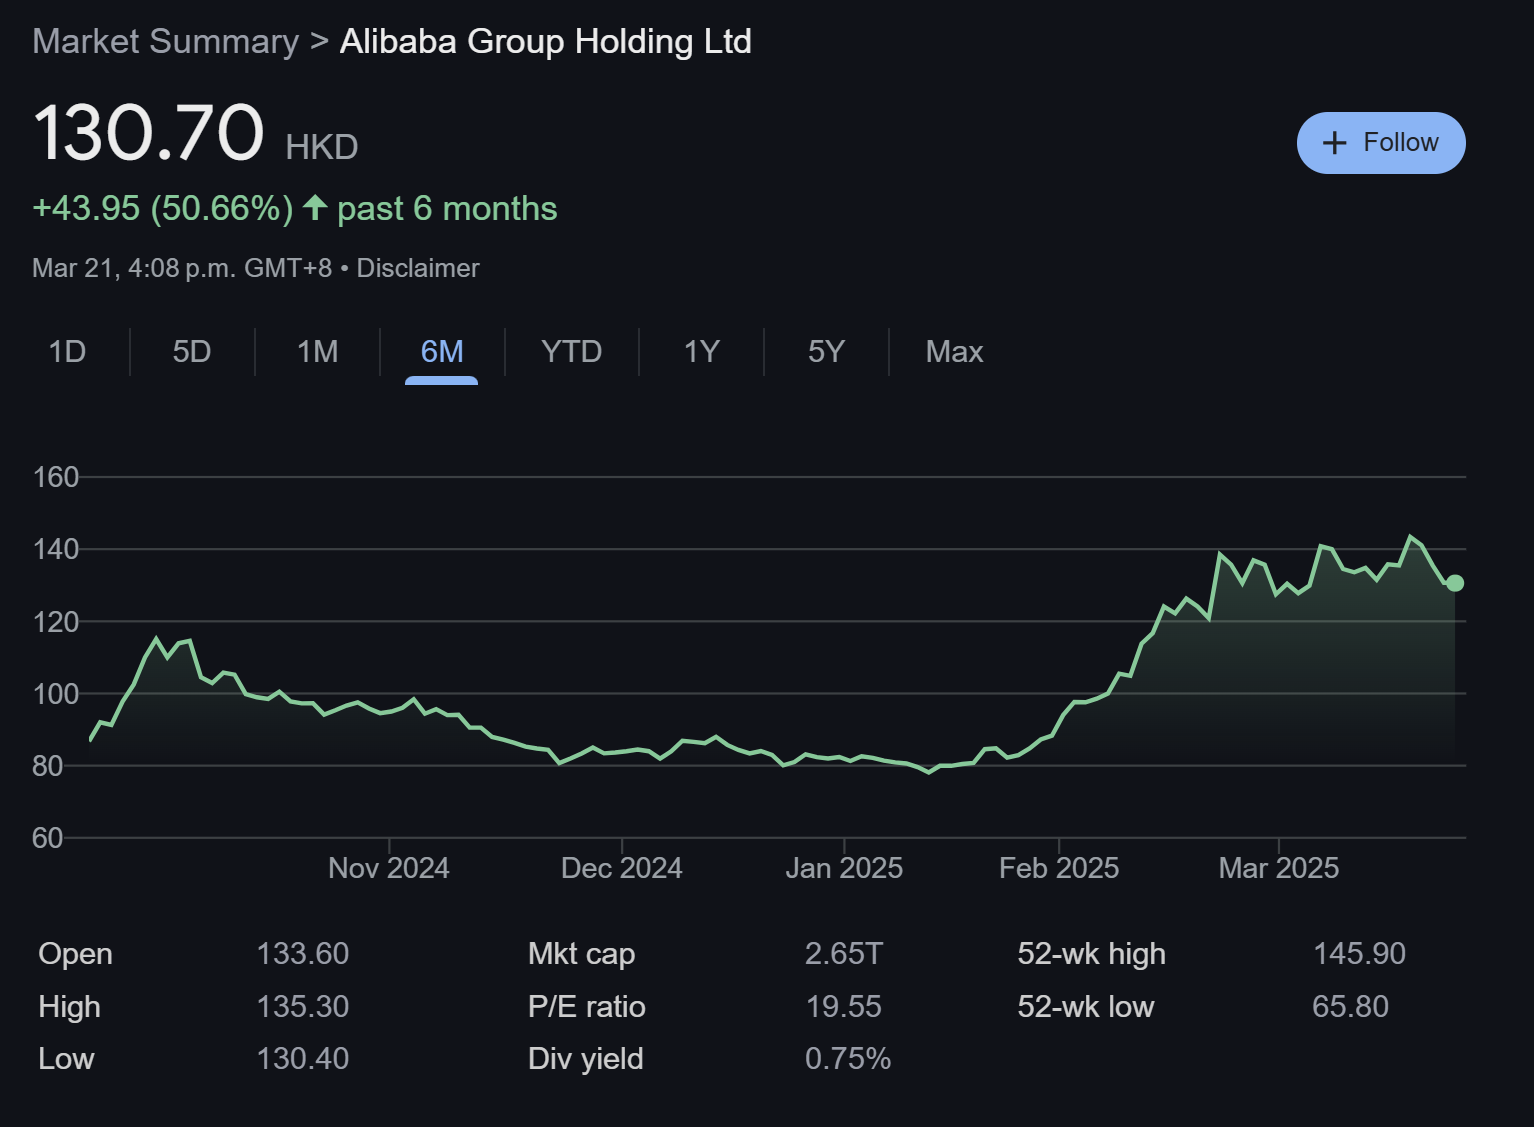 Market Summary > Alibaba Group Holding Ltd
130.70 HKD
+ Follow
+43.95 (50.66%) ↑ past 6 months
Mar 21, 4:08 p.m. GMT+8 • Disclaimer
1D 5D 1M 6M YTD 1Y 5Y Max
160
140
120
100
80
60
Nov 2024 Dec 2024 Jan 2025 Feb 2025 Mar 2025
Open 133.60 Mkt cap 2.65T 52-wk high 145.90
High 135.30 P/E ratio 19.55 52-wk low 65.80
Low 130.40 Div yield 0.75%